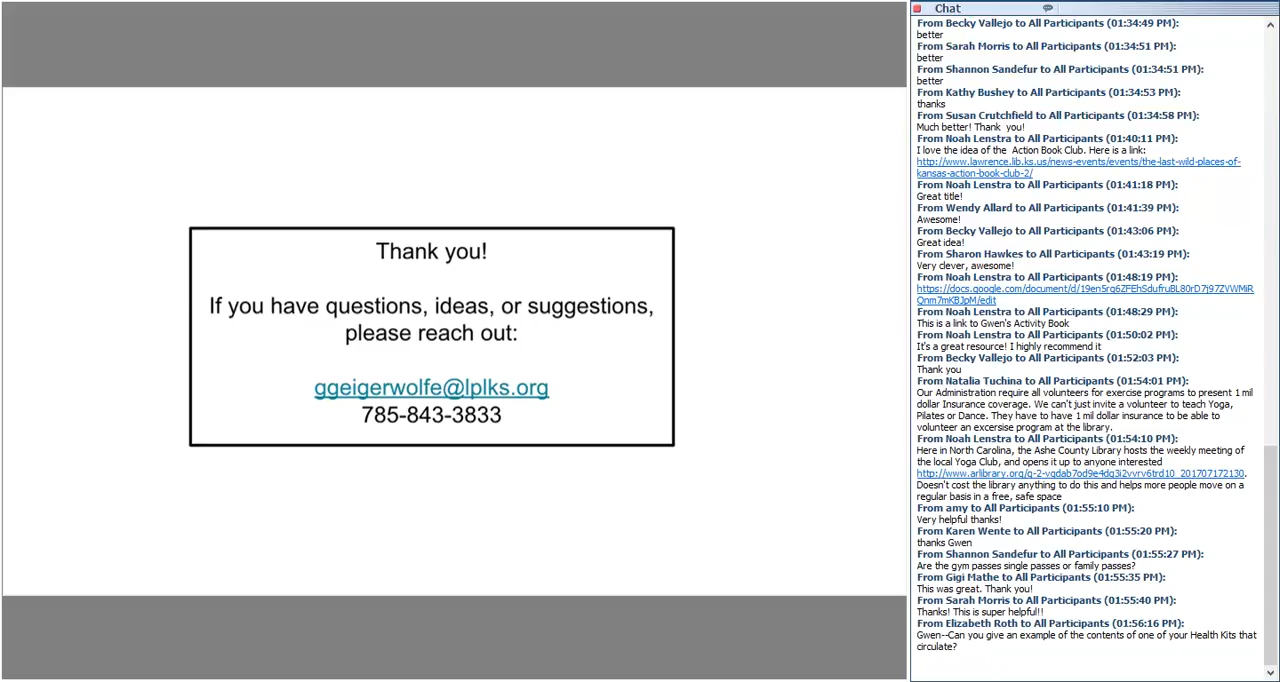 Thank you!
If you have questions, ideas, or suggestions,
please reach out:
ggeigerwolfe@lplks.org
785-843-3833
Chat
From Becky Vallejo to All Participants (01:34:49 PM):
better
From Sarah Morris to All Participants (01:34:51 PM):
better
From Shannon Sandefur to All Participants (01:34:51 PM):
better
From Kathy Bushey to All Participants (01:34:53 PM):
thanks
From Susan Crutchfield to All Participants (01:34:58 PM):
Much better! Thank you!
From Noah Lenstra to All Participants (01:40:11 PM):
I love the idea of the Action Book Club. Here is a link:
http://www.lawrence.lib.ks.us/news-events/events/the-last-wild-places-of-
kansas-action-book-club-2/
From Noah Lenstra to All Participants (01:41:18 PM):
Great title!
From Wendy Allard to All Participants (01:41:39 PM):
Awesome!
From Becky Vallejo to All Participants (01:43:06 PM):
Great idea!
From Sharon Hawkes to All Participants (01:43:19 PM):
Very clever, awesome!
From Noah Lenstra to All Participants (01:48:19 PM):
https://docs.google.com/document/d/19en5rq6ZFEhSdufruBL80rD7j97ZVWMiR
Qnm7mKBJpM/edit
From Noah Lenstra to All Participants (01:48:29 PM):
This is a link to Gwen's Activity Book
From Noah Lenstra to All Participants (01:50:02 PM):
It's a great resource! I highly recommend it
From Becky Vallejo to All Participants (01:52:03 PM):
Thank you
From Natalia Tuchina to All Participants (01:54:01 PM):
Our Administration require all volunteers for exercise programs to present 1 mil
dollar Insurance coverage. We can't just invite a volunteer to teach Yoga,
Pilates or Dance. They have to have 1 mil dollar insurance to be able to
volunteer an excersise program at the library.
From Noah Lenstra to All Participants (01:54:10 PM):
Here in North Carolina, the Ashe County Library hosts the weekly meeting of
the local Yoga Club, and opens it up to anyone interested
http://www.arlibrary.org/q-2-vgdab7od9e4dg3i2vvrv6trd10_201707172130.
Doesn't cost the library anything to do this and helps more people move on a
regular basis in a free, safe space
From amy to All Participants (01:55:10 PM):
Very helpful thanks!
From Karen Wente to All Participants (01:55:20 PM):
thanks Gwen
From Shannon Sandefur to All Participants (01:55:27 PM):
Are the gym passes single passes or family passes?
From Gigi Mathe to All Participants (01:55:35 PM):
This was great. Thank you!
From Sarah Morris to All Participants (01:55:40 PM):
Thanks! This is super helpful!!
From Elizabeth Roth to All Participants (01:56:16 PM):
Gwen--Can you give an example of the contents of one of your Health Kits that
circulate?